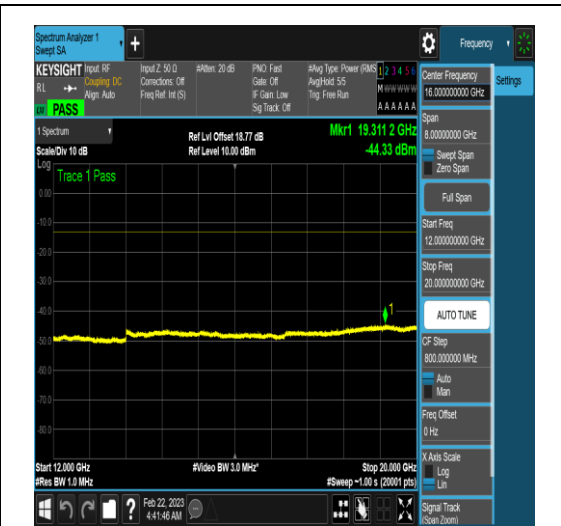 Spectrum Analyzer 1
Swept SA
+
Frequency
KEYSIGHT
Input: RF
Coupling: DC
Align: Auto
RL
LXI
PASS
Input Z: 50 Ω
Corrections: Off
Freq Ref: Int (S)
#Atten: 20 dB
PNO: Fast
Gate: Off
IF Gain: Low
Sig Track: Off
#Avg Type: Power (RMS
Avg|Hold: 5/5
Trig: Free Run
1 2 3 4 5 6
M W W W W W
A A A A A A
1 Spectrum
Scale/Div 10 dB
Log
Ref Lvl Offset 18.77 dB
Ref Level 10.00 dBm
Mkr1 19.311 2 GHz
-44.33 dBm
Trace 1 Pass
0.00
-10.0
-20.0
-30.0
-40.0
-50.0
-60.0
-70.0
-80.0
1
Start 12.000 GHz
#Res BW 1.0 MHz
#Video BW 3.0 MHz*
Stop 20.000 GHz
#Sweep ~1.00 s (20001 pts)
Feb 22, 2023
4:41:46 AM
?
Center Frequency
16.000000000 GHz
Settings
Span
8.00000000 GHz
Swept Span
Zero Span
Full Span
Start Freq
12.000000000 GHz
Stop Freq
20.000000000 GHz
AUTO TUNE
CF Step
800.000000 MHz
Auto
Man
Freq Offset
0 Hz
X Axis Scale
Log
Lin
Signal Track
(Span Zoom)